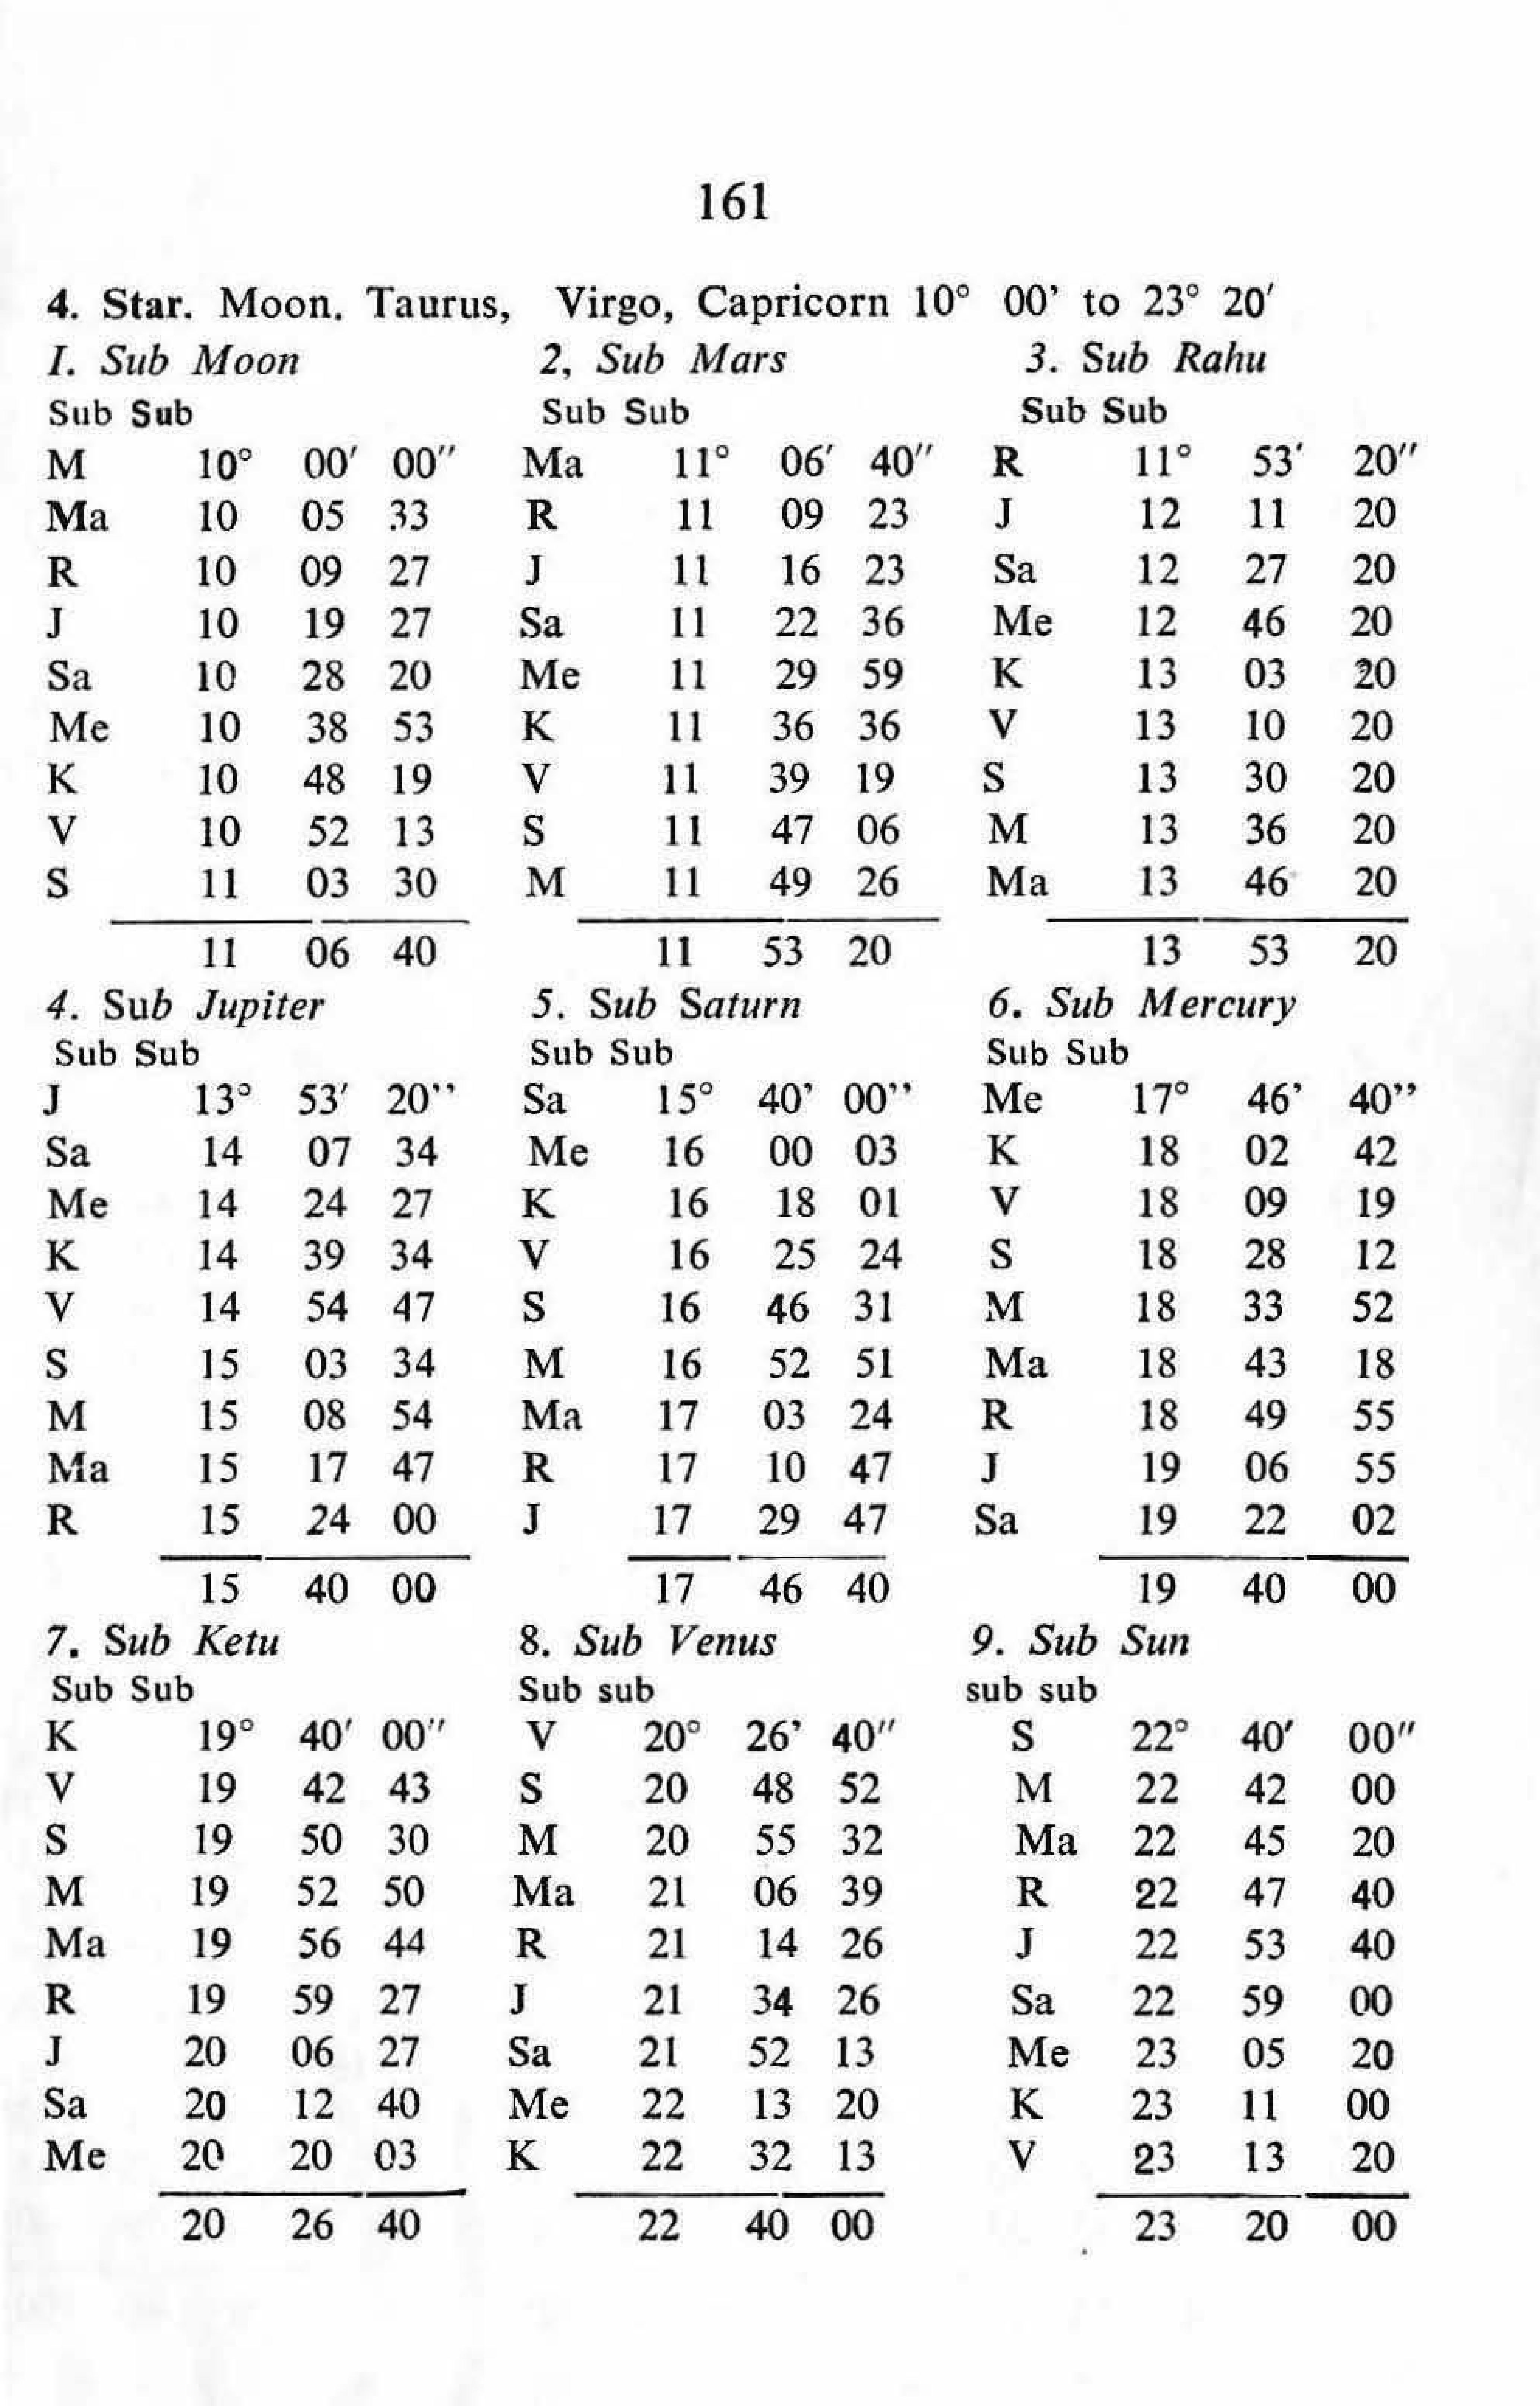 161
4. Star. Moon. Taurus, Virgo, Capricorn 10° 00’ to 23° 20′
I. Sub Moon 2, Sub Mars 3. Sub Rahu
Sub Sub Sub Sub Sub Sub
M 10° 00′ 00″ Ma 11° 06′ 40″ R 11° 53′ 20″
Ma 10 05 33 R 11 09 23 J 12 11 20
R 10 09 27 J 11 16 23 Sa 12 27 20
J 10 19 27 Sa 11 22 36 Me 12 46 20
Sa 10 28 20 Me 11 29 59 K 13 03 20
Me 10 38 53 K 11 36 36 V 13 10 20
K 10 48 19 V 11 39 19 S 13 30 20
V 10 52 13 S 11 47 06 M 13 36 20
S 11 03 30 M 11 49 26 Ma 13 46 20
11 06 40 11 53 20 13 53 20
4. Sub Jupiter 5. Sub Saturn 6. Sub Mercury
Sub Sub Sub Sub Sub Sub
J 13° 53′ 20’’ Sa 15° 40’ 00’’ Me 17° 46’ 40’’
Sa 14 07 34 Me 16 00 03 K 18 02 42
Me 14 24 27 K 16 18 01 V 18 09 19
K 14 39 34 V 16 25 24 S 18 28 12
V 14 54 47 S 16 46 31 M 18 33 52
S 15 03 34 M 16 52 51 Ma 18 43 18
M 15 08 54 Ma 17 03 24 R 18 49 55
Ma 15 17 47 R 17 10 47 J 19 06 55
R 15 24 00 J 17 29 47 Sa 19 22 02
15 40 00 17 46 40 19 40 00
7. Sub Ketu 8. Sub Venus 9. Sub Sun
Sub Sub Sub sub sub sub
K 19° 40′ 00″ V 20° 26’ 40″ S 22° 40′ 00″
V 19 42 43 S 20 48 52 M 22 42 00
S 19 50 30 M 20 55 32 Ma 22 45 20
M 19 52 50 Ma 21 06 39 R 22 47 40
Ma 19 56 44 R 21 14 26 J 22 53 40
R 19 59 27 J 21 34 26 Sa 22 59 00
J 20 06 27 Sa 21 52 13 Me 23 05 20
Sa 20 12 40 Me 22 13 20 K 23 11 00
Me 20 20 03 K 22 32 13 V 23 13 20
20 26 40 22 40 00 23 20 00